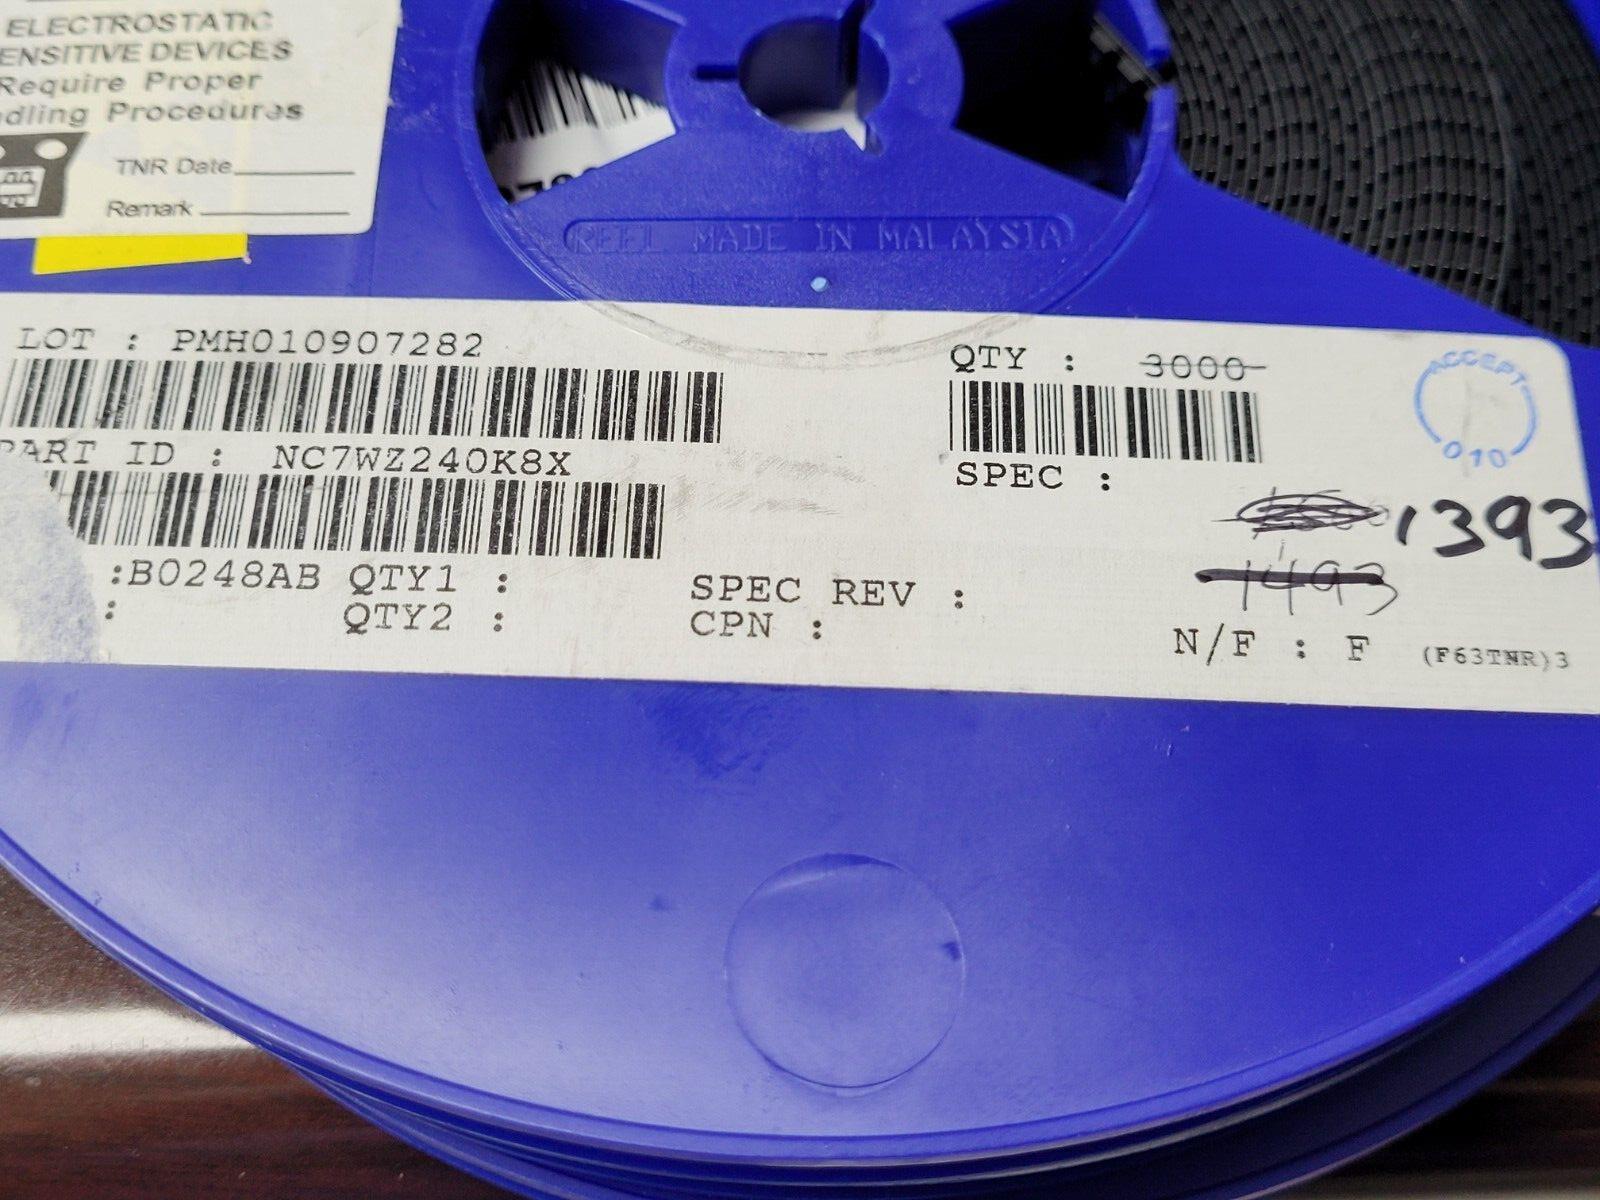 ELECTROSTATIC
ENSITIVE DEVICES
Require Proper
ndling Procedures
TNR Date
Remark
REEL MADE IN MALAYSIA
LOT : PMH010907282
QTY : 3000
ACCEPT
010
PART ID : NC7WZ240K8X
SPEC :
1393
1493
:B0248AB QTY1 :
SPEC REV :
: QTY2 :
CPN :
N/F : F (F63TNR)3